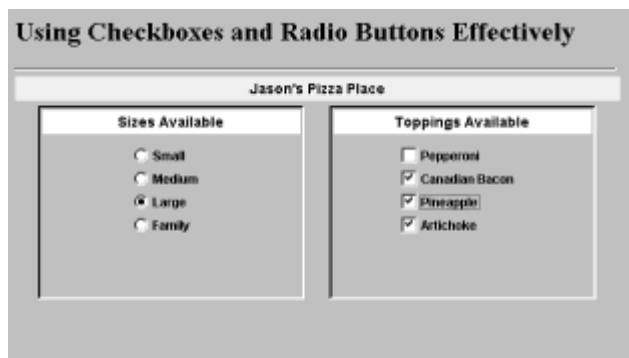 Using Checkboxes and Radio Buttons Effectively
Jason's Pizza Place
Sizes Available
Small
Medium
Large
Family
Toppings Available
Pepperoni
Canadian Bacon
Pineapple
Artichoke